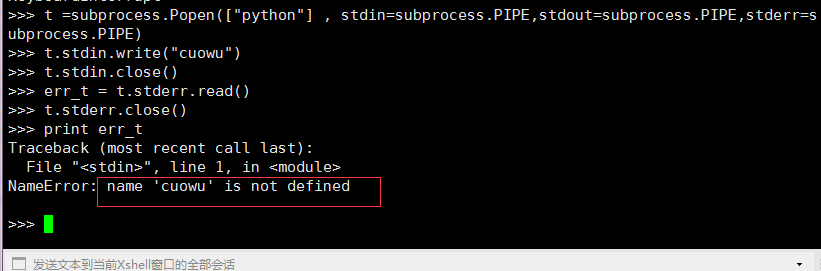 >>> t =subprocess.Popen(["python"] , stdin=subprocess.PIPE,stdout=subprocess.PIPE,stderr=s
ubprocess.PIPE)
>>> t.stdin.write("cuowu")
>>> t.stdin.close()
>>> err_t = t.stderr.read()
>>> t.stderr.close()
>>> print err_t
Traceback (most recent call last):
  File "<stdin>", line 1, in <module>
NameError: name 'cuowu' is not defined
>>>
发送文本到当前Xshell窗口的全部会话